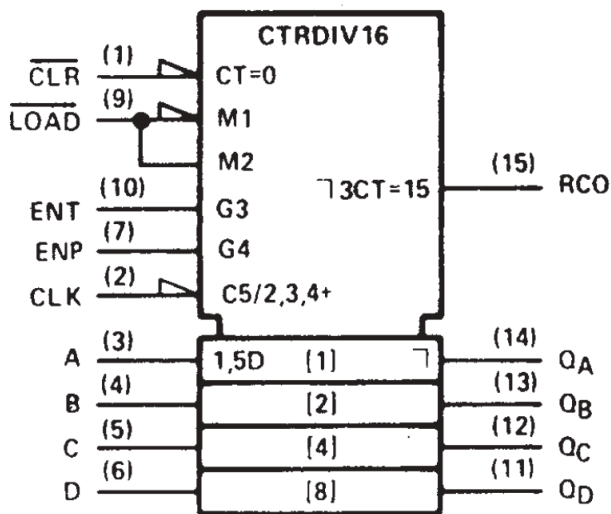 CTRDIV16
CLR (1) CT=0
LOAD (9) M1
M2
(15)
¬3CT=15 RCO
ENT (10) G3
ENP (7) G4
CLK (2) C5/2,3,4+
A (3) 1,5D [1] ¬ (14) QA
B (4) [2] (13) QB
C (5) [4] (12) QC
D (6) [8] (11) QD